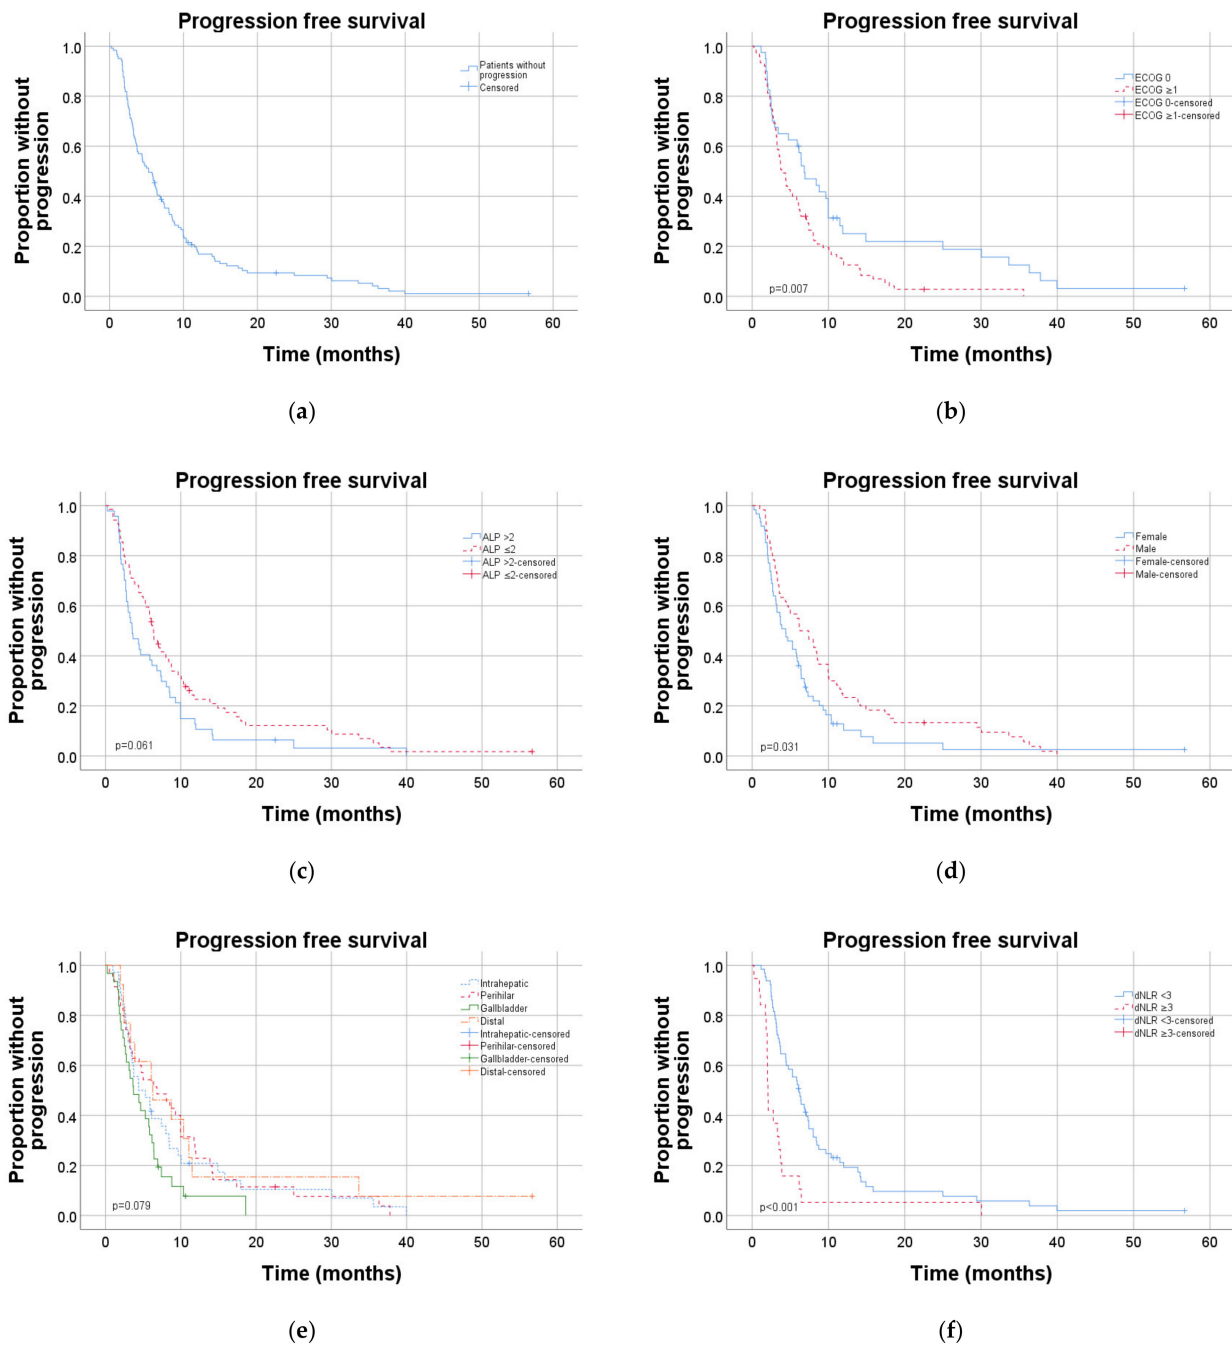 Progression free survival
Proportion without
progression
1.0
0.8
0.6
0.4
0.2
0.0
Patients without
progression
Censored
0 10 20 30 40 50 60
Time (months)
(a)
Progression free survival
Proportion without
progression
1.0
0.8
0.6
0.4
0.2
0.0
ECOG 0
ECOG ≥1
ECOG 0-censored
ECOG ≥1-censored
p=0.007
0 10 20 30 40 50 60
Time (months)
(b)
Progression free survival
Proportion without
progression
1.0
0.8
0.6
0.4
0.2
0.0
ALP >2
ALP ≤2
ALP >2-censored
ALP ≤2-censored
p=0.061
0 10 20 30 40 50 60
Time (months)
(c)
Progression free survival
Proportion without
progression
1.0
0.8
0.6
0.4
0.2
0.0
Female
Male
Female-censored
Male-censored
p=0.031
0 10 20 30 40 50 60
Time (months)
(d)
Progression free survival
Proportion without
progression
1.0
0.8
0.6
0.4
0.2
0.0
Intrahepatic
Perihilar
Gallbladder
Distal
Intrahepatic-censored
Perihilar-censored
Gallbladder-censored
Distal-censored
p=0.079
0 10 20 30 40 50 60
Time (months)
(e)
Progression free survival
Proportion without
progression
1.0
0.8
0.6
0.4
0.2
0.0
dNLR <3
dNLR ≥3
dNLR <3-censored
dNLR ≥3-censored
p<0.001
0 10 20 30 40 50 60
Time (months)
(f)